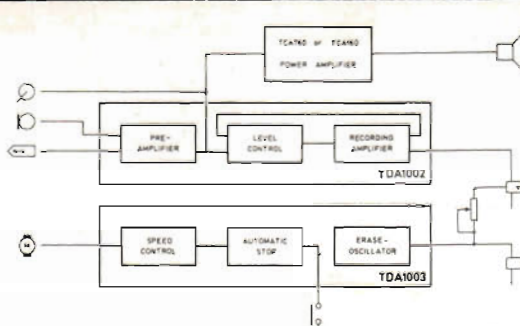 TCA760 or TCA160
POWER AMPLIFIER
PRE-
AMPLIFIER
LEVEL
CONTROL
RECORDING
AMPLIFIER
TDA1002
SPEED
CONTROL
AUTOMATIC
STOP
ERASE-
OSCILLATOR
TDA1003